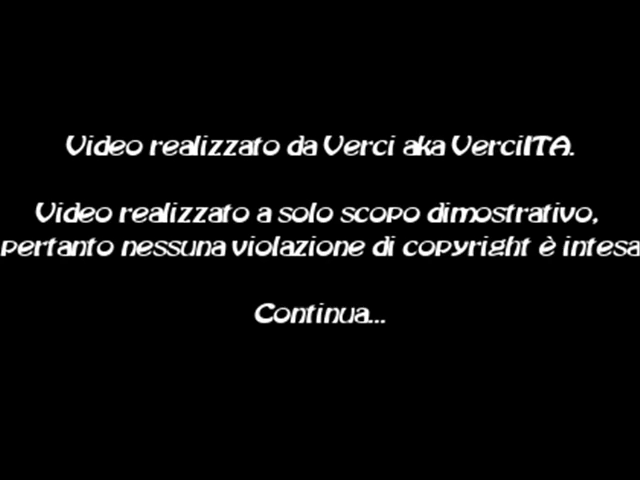 Video realizzato da Verci aka VerciITA.
Video realizzato a solo scopo dimostrativo,
pertanto nessuna violazione di copyright è intesa
Continua...